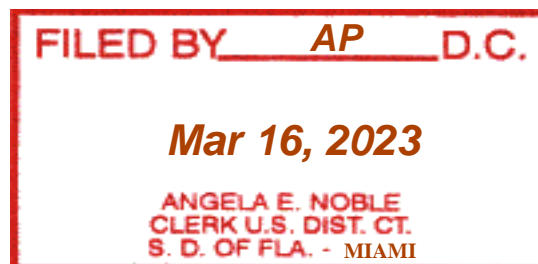 FILED BY AP D.C.
Mar 16, 2023
ANGELA E. NOBLE
CLERK U.S. DIST. CT.
S. D. OF FLA. - MIAMI